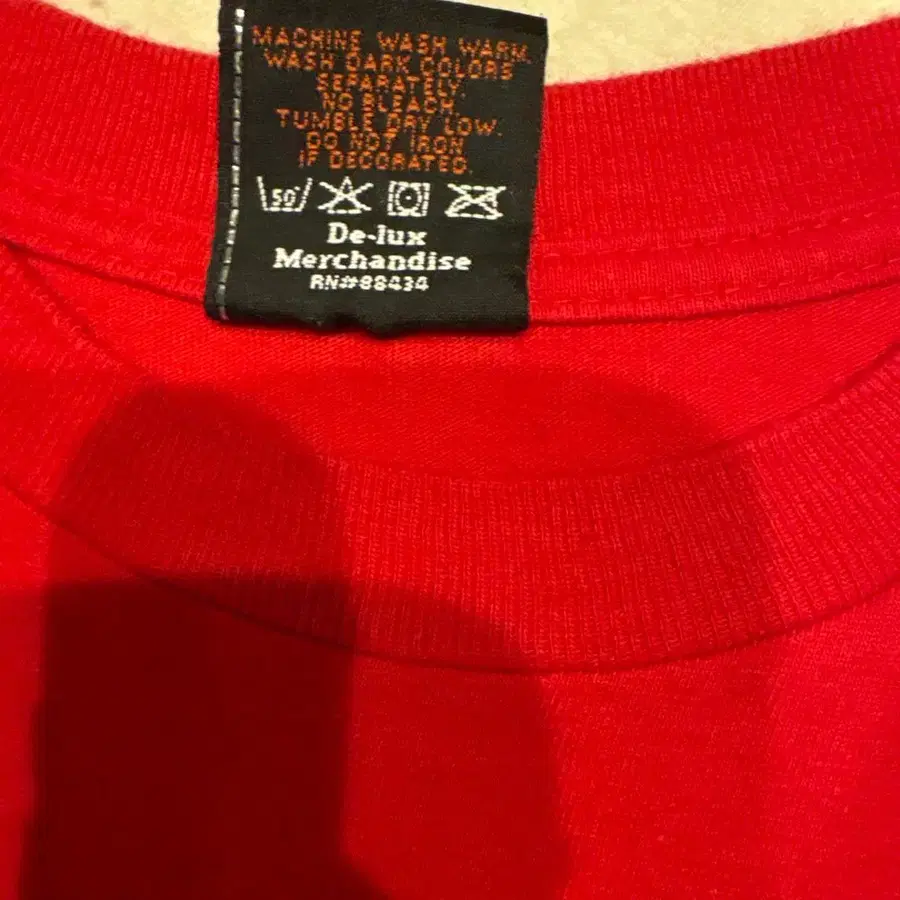 MACHINE WASH WARM.
WASH DARK COLORS
SEPARATELY.
NO BLEACH.
TUMBLE DRY LOW.
DO NOT IRON
IF DECORATED.
50°
De-lux
Merchandise
RN#88434